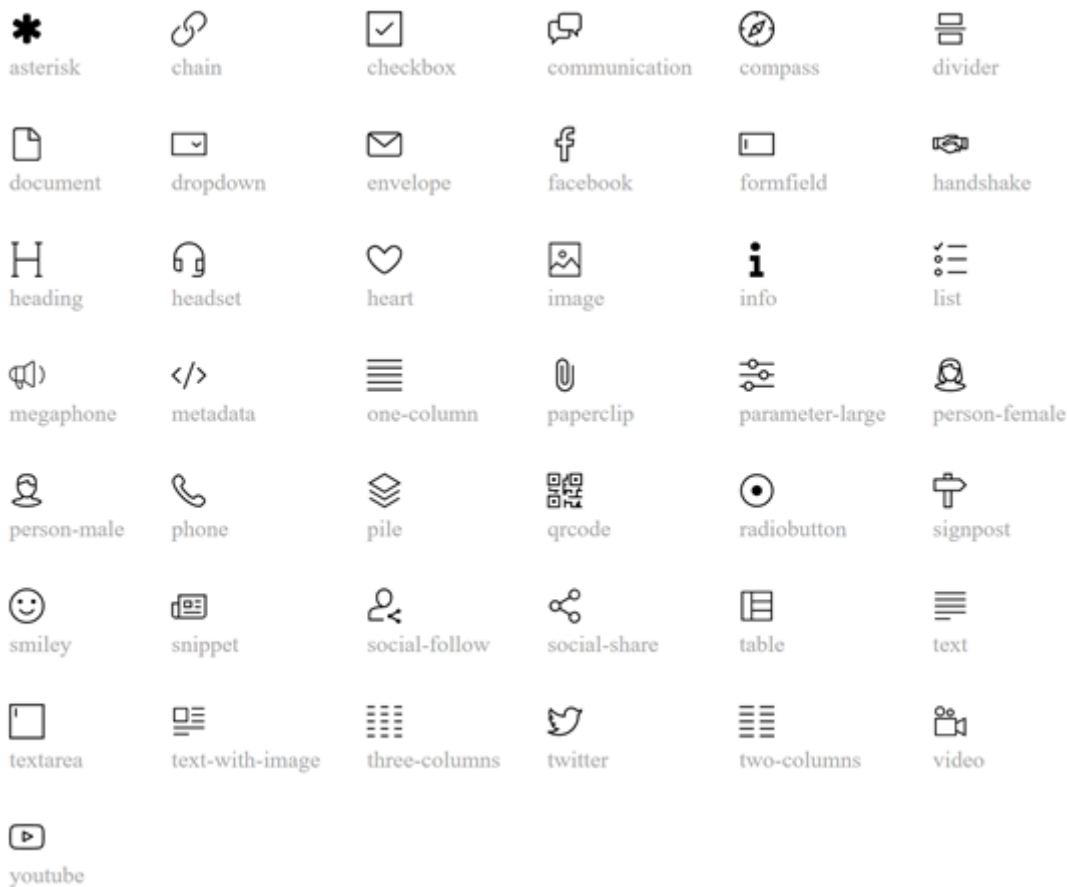 asterisk chain checkbox communication compass divider
document dropdown envelope facebook formfield handshake
heading headset heart image info list
megaphone metadata one-column paperclip parameter-large person-female
person-male phone pile qrcode radiobutton signpost
smiley snippet social-follow social-share table text
textarea text-with-image three-columns twitter two-columns video
youtube